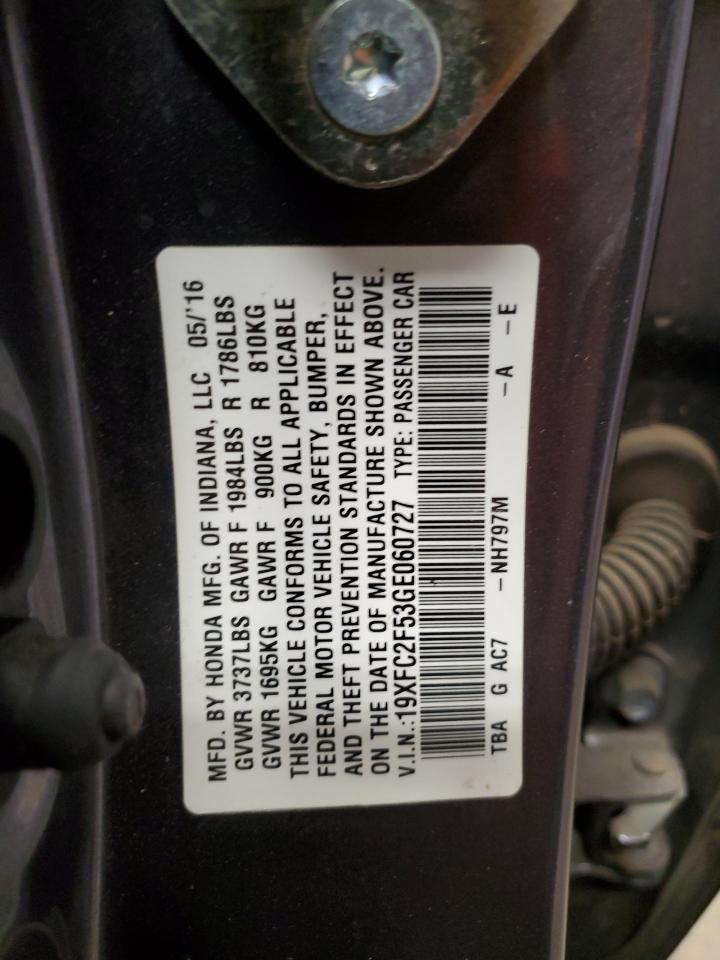 MFD. BY HONDA MFG. OF INDIANA, LLC 05/'16
GVWR 3737LBS GAWR F 1984LBS R 1786LBS
GVWR 1695KG GAWR F 900KG R 810KG
THIS VEHICLE CONFORMS TO ALL APPLICABLE
FEDERAL MOTOR VEHICLE SAFETY, BUMPER,
AND THEFT PREVENTION STANDARDS IN EFFECT
ON THE DATE OF MANUFACTURE SHOWN ABOVE.
V.I.N.:19XFC2F53GE060727 TYPE: PASSENGER CAR
TBA G AC7 -NH797M -A -E